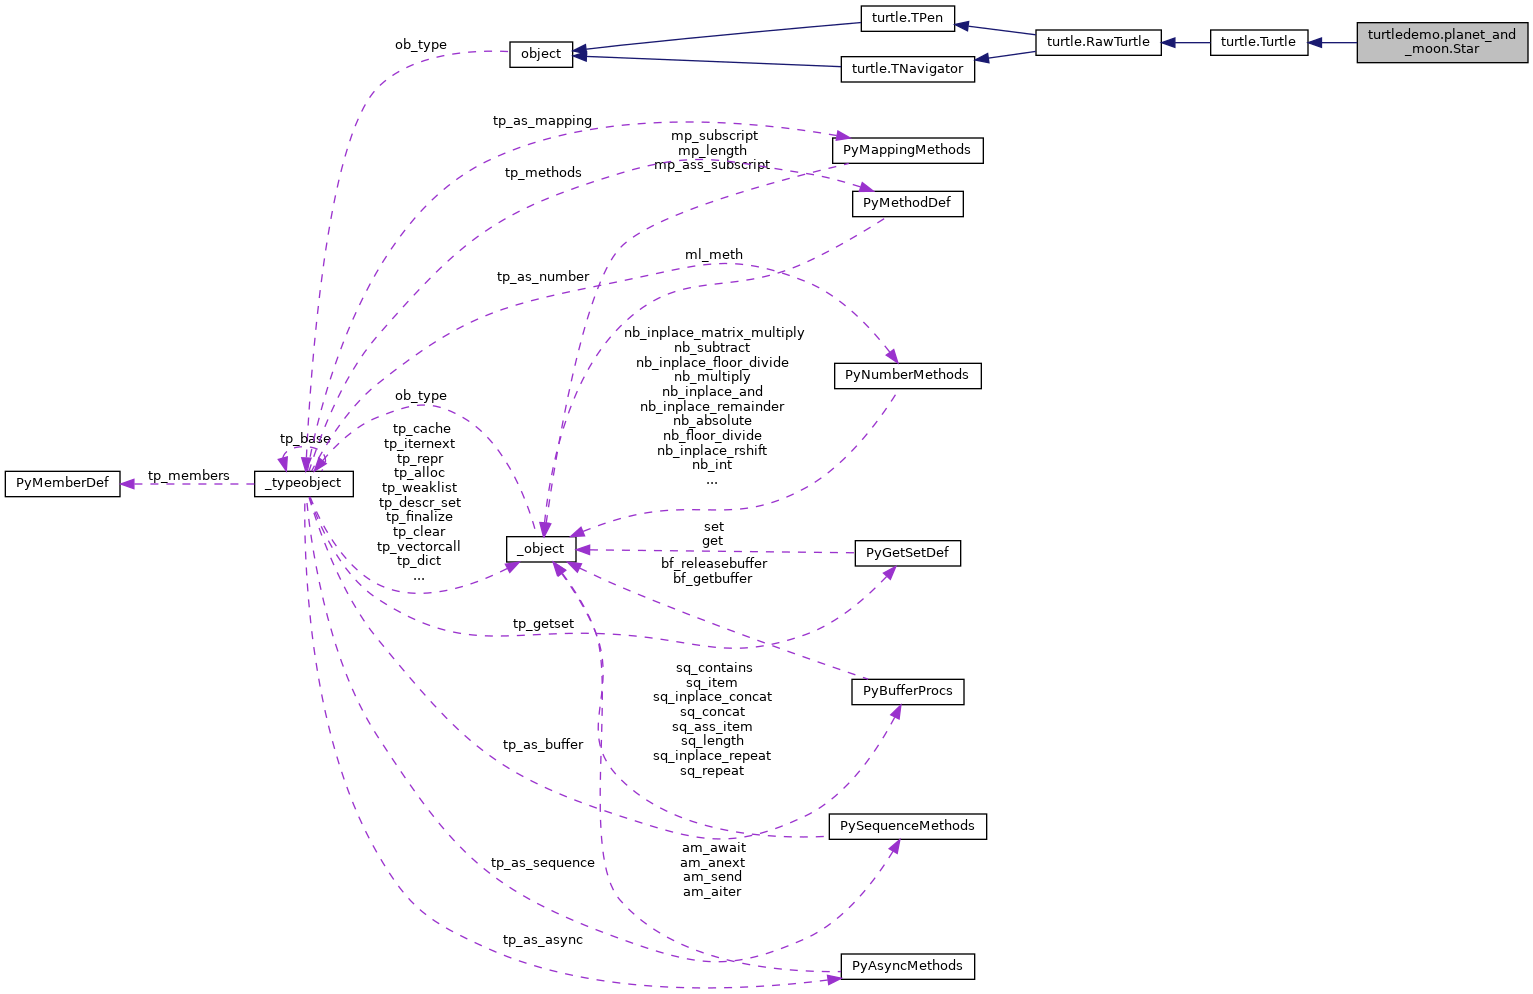 turtle.TPen
turtledemo.planet_and
_moon.Star
turtle.RawTurtle
turtle.Turtle
ob_type
object
turtle.TNavigator
tp_as_mapping
mp_subscript
mp_length
mp_ass_subscript
PyMappingMethods
tp_methods
PyMethodDef
ml_meth
tp_as_number
nb_inplace_matrix_multiply
nb_subtract
nb_inplace_floor_divide
nb_multiply
nb_inplace_and
nb_inplace_remainder
nb_absolute
nb_floor_divide
nb_inplace_rshift
nb_int
...
PyNumberMethods
ob_type
tp_base
tp_cache
tp_iternext
tp_repr
tp_alloc
tp_weaklist
tp_descr_set
tp_finalize
tp_clear
tp_vectorcall
tp_dict
...
PyMemberDef
tp_members
_typeobject
set
get
_object
PyGetSetDef
bf_releasebuffer
bf_getbuffer
tp_getset
sq_contains
sq_item
sq_inplace_concat
sq_concat
sq_ass_item
sq_length
sq_inplace_repeat
sq_repeat
PyBufferProcs
tp_as_buffer
PySequenceMethods
am_await
am_anext
am_send
am_aiter
tp_as_sequence
tp_as_async
PyAsyncMethods